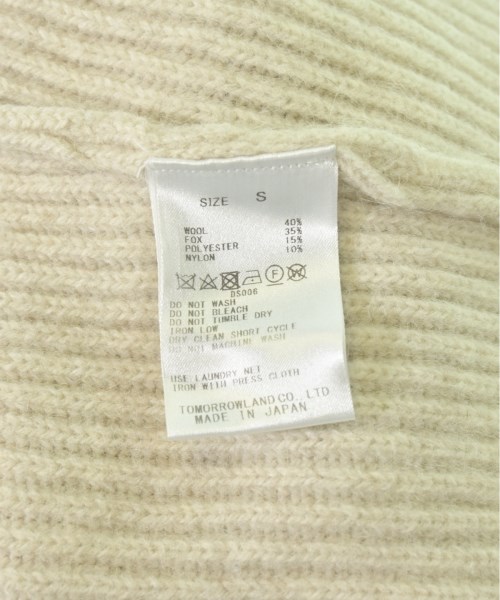 SIZE S
40%
WOOL 35%
FOX 15%
POLYESTER 10%
NYLON
DS006
DO NOT WASH
DO NOT BLEACH
DO NOT TUMBLE DRY
IRON LOW
DRY CLEAN SHORT CYCLE
DO NOT MACHINE WASH
USE LAUNDRY NET
IRON WITH PRESS CLOTH
TOMORROWLAND CO., LTD
MADE IN JAPAN